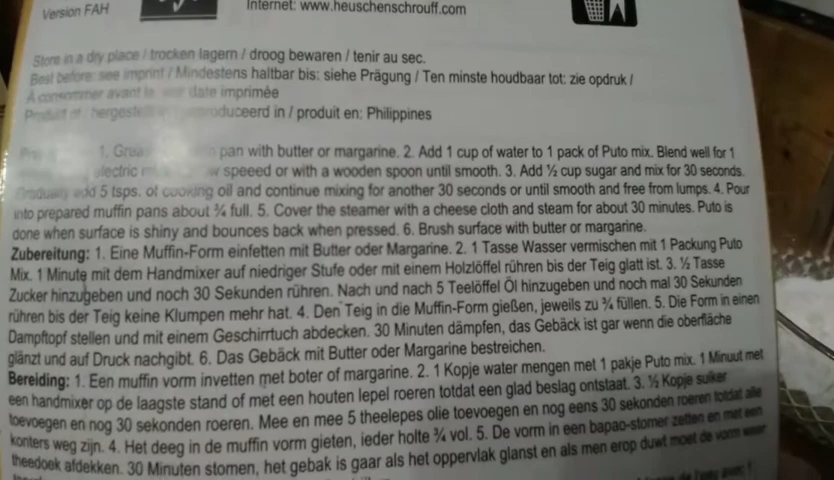 Version FAH
Internet: www.heuschenschrouff.com
Store in a dry place / trocken lagern / droog bewaren / tenir au sec.
Best before: see imprint / Mindestens haltbar bis: siehe Prägung / Ten minste houdbaar tot: zie opdruk /
A consommer avant le: date imprimée
Product of / produceerd in / produit en: Philippines
1. pan with butter or margarine. 2. Add 1 cup of water to 1 pack of Puto mix. Blend well for 1
electric speeed or with a wooden spoon until smooth. 3. Add ½ cup sugar and mix for 30 seconds.
Gradually add 5 tsps. of cooking oil and continue mixing for another 30 seconds or until smooth and free from lumps. 4. Pour
into prepared muffin pans about ¾ full. 5. Cover the steamer with a cheese cloth and steam for about 30 minutes. Puto is
done when surface is shiny and bounces back when pressed. 6. Brush surface with butter or margarine.
Zubereitung: 1. Eine Muffin-Form einfetten mit Butter oder Margarine. 2. 1 Tasse Wasser vermischen mit 1 Packung Puto
Mix. 1 Minute mit dem Handmixer auf niedriger Stufe oder mit einem Holzlöffel rühren bis der Teig glatt ist. 3. ½ Tasse
Zucker hinzugeben und noch 30 Sekunden rühren. Nach und nach 5 Teelöffel Öl hinzugeben und noch mal 30 Sekunden
rühren bis der Teig keine Klumpen mehr hat. 4. Den Teig in die Muffin-Form gießen, jeweils zu ¾ füllen. 5. Die Form in einen
Dampftopf stellen und mit einem Geschirrtuch abdecken. 30 Minuten dämpfen, das Gebäck ist gar wenn die oberfläche
glänzt und auf Druck nachgibt. 6. Das Gebäck mit Butter oder Margarine bestreichen.
Bereiding: 1. Een muffin vorm invetten met boter of margarine. 2. 1 Kopje water mengen met 1 pakje Puto mix. 1 Minuut met
een handmixer op de laagste stand of met een houten lepel roeren totdat een glad beslag ontstaat. 3. ½ Kopje suiker
toevoegen en nog 30 seconden roeren. Mee en mee 5 theelepes olie toevoegen en nog eens 30 seconden roeren totdat alle
konters weg zijn. 4. Het deeg in de muffin vorm gieten, ieder holte ¾ vol. 5. De vorm in een bapao-stomer zetten en met een
theedoek afdekken. 30 Minuten stomen, het gebak is gaar als het oppervlak glanst en als men erop duwt moet de vorm weer